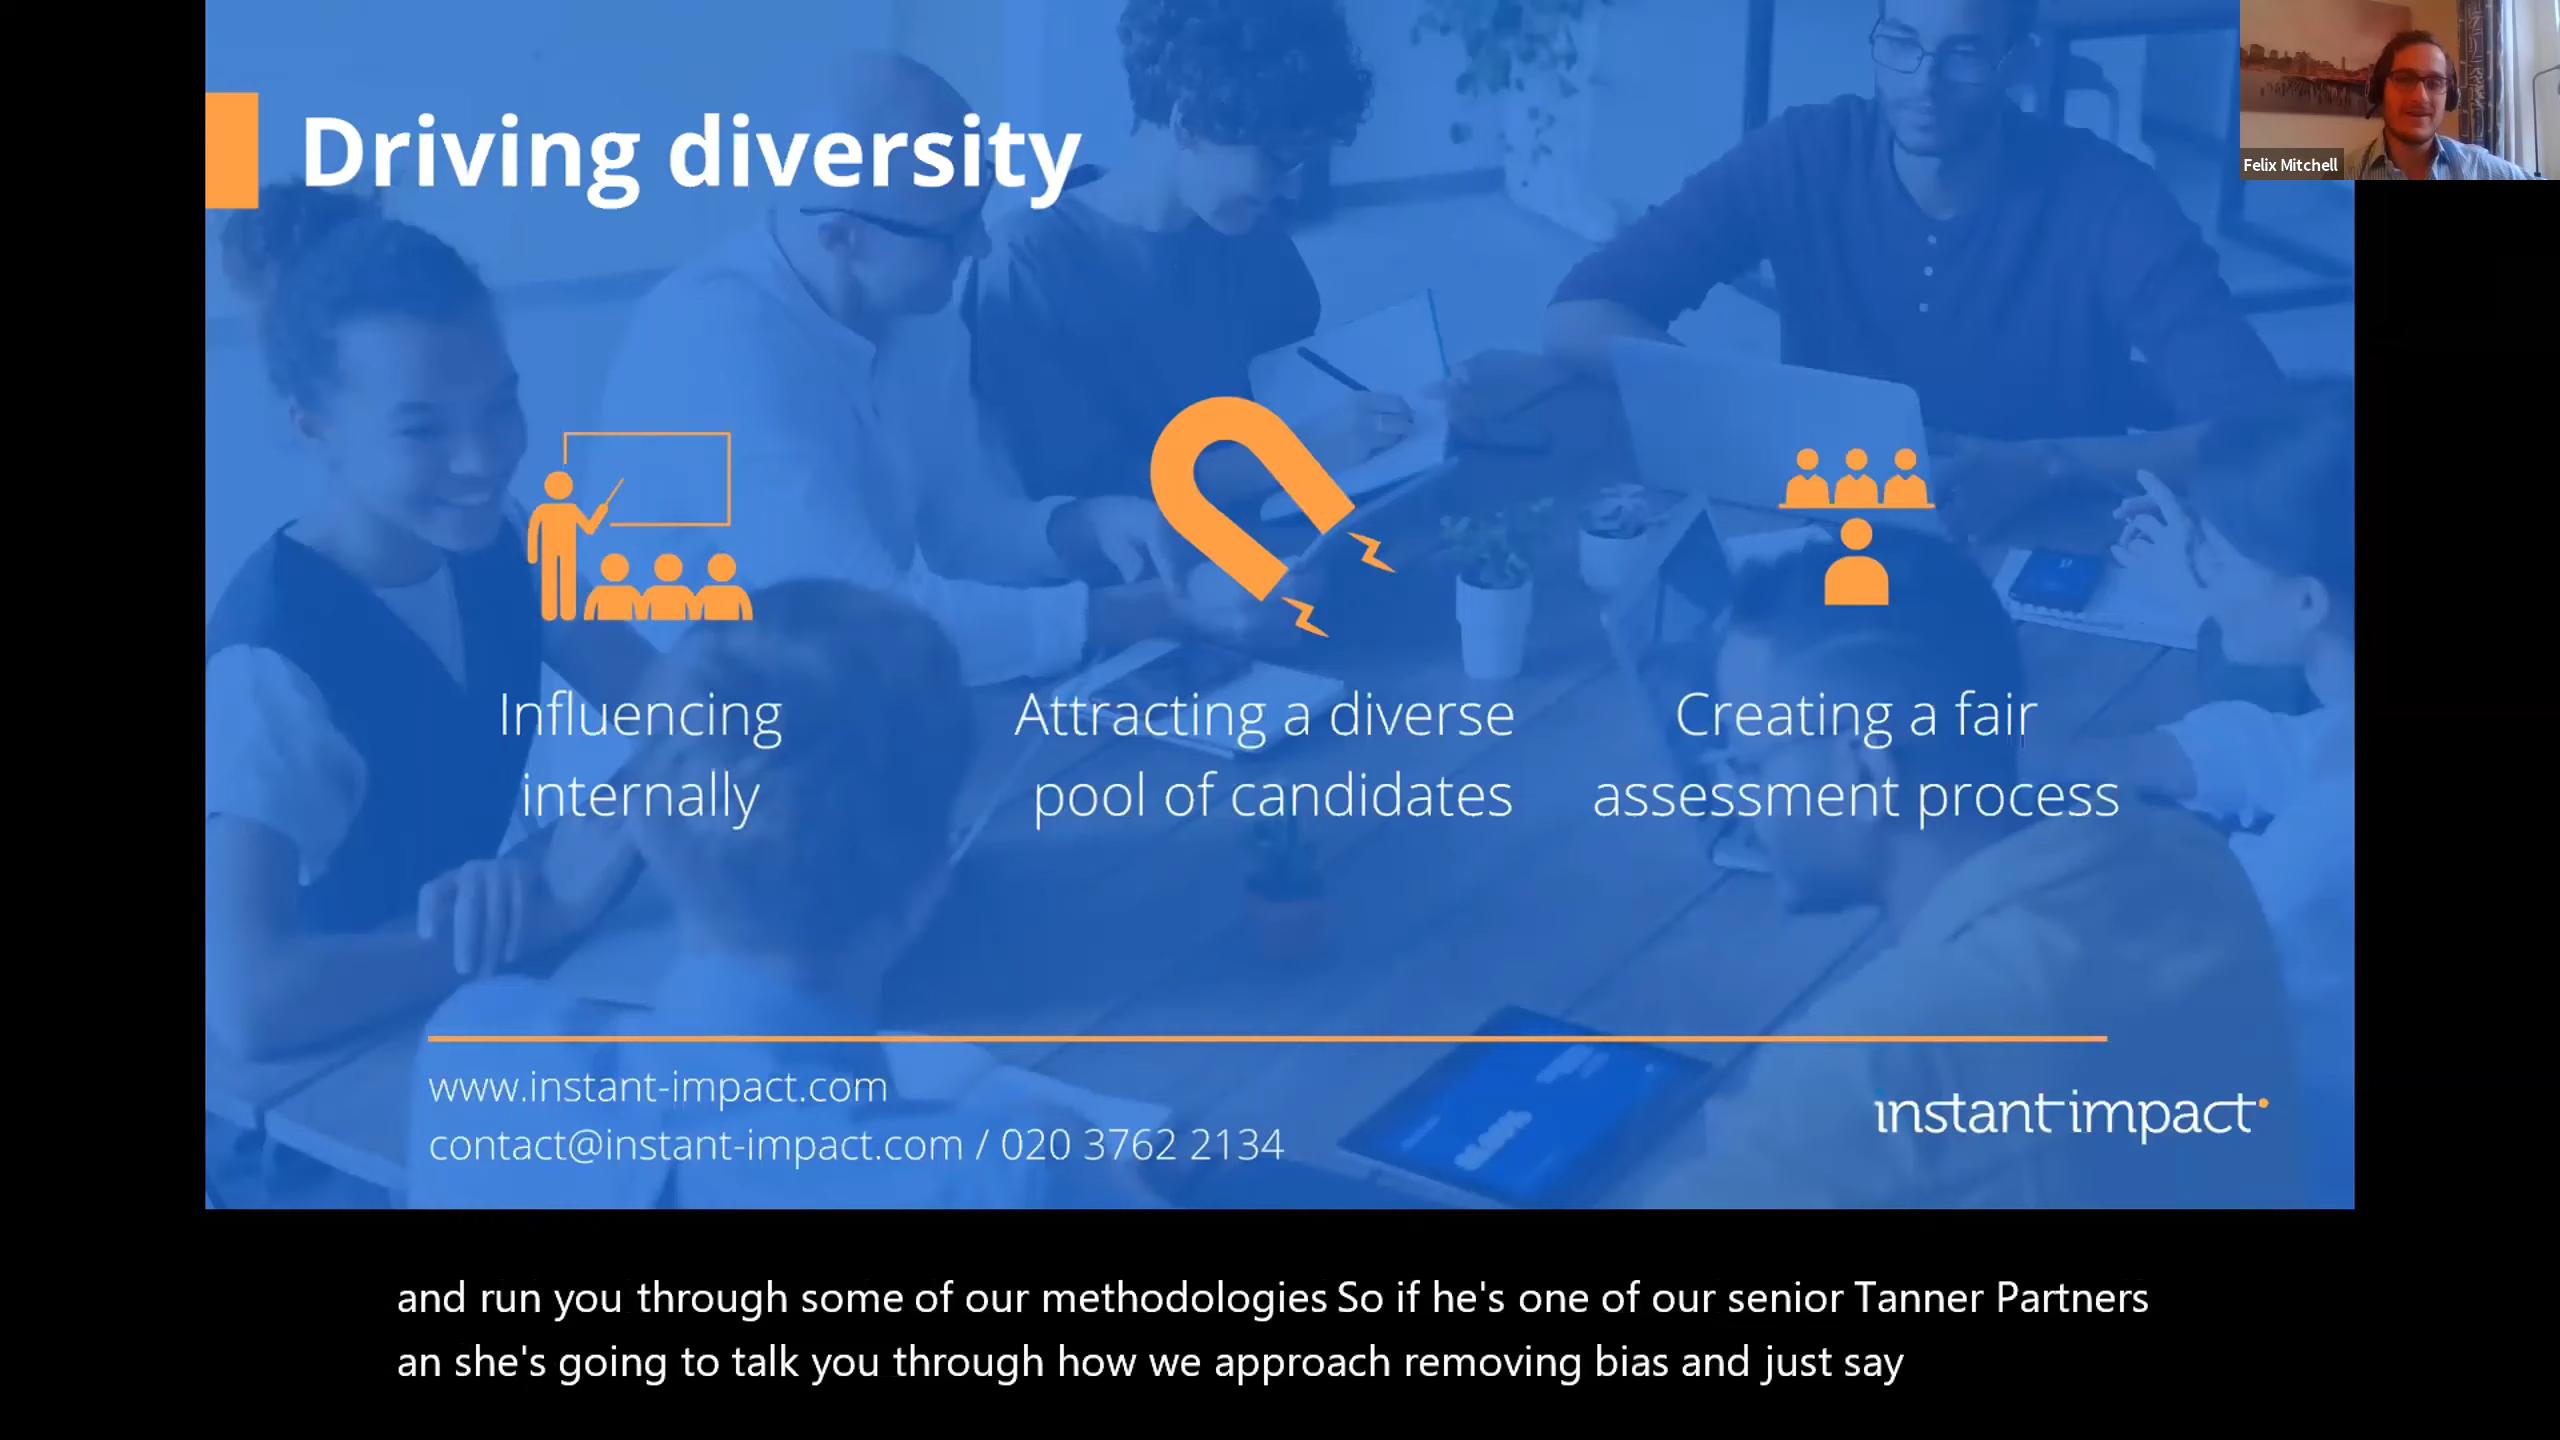 Driving diversity
Felix Mitchell
Influencing
internally
Attracting a diverse
pool of candidates
Creating a fair
assessment process
www.instant-impact.com
contact@instant-impact.com / 020 3762 2134
instant impact
and run you through some of our methodologies So if he's one of our senior Tanner Partners
an she's going to talk you through how we approach removing bias and just say